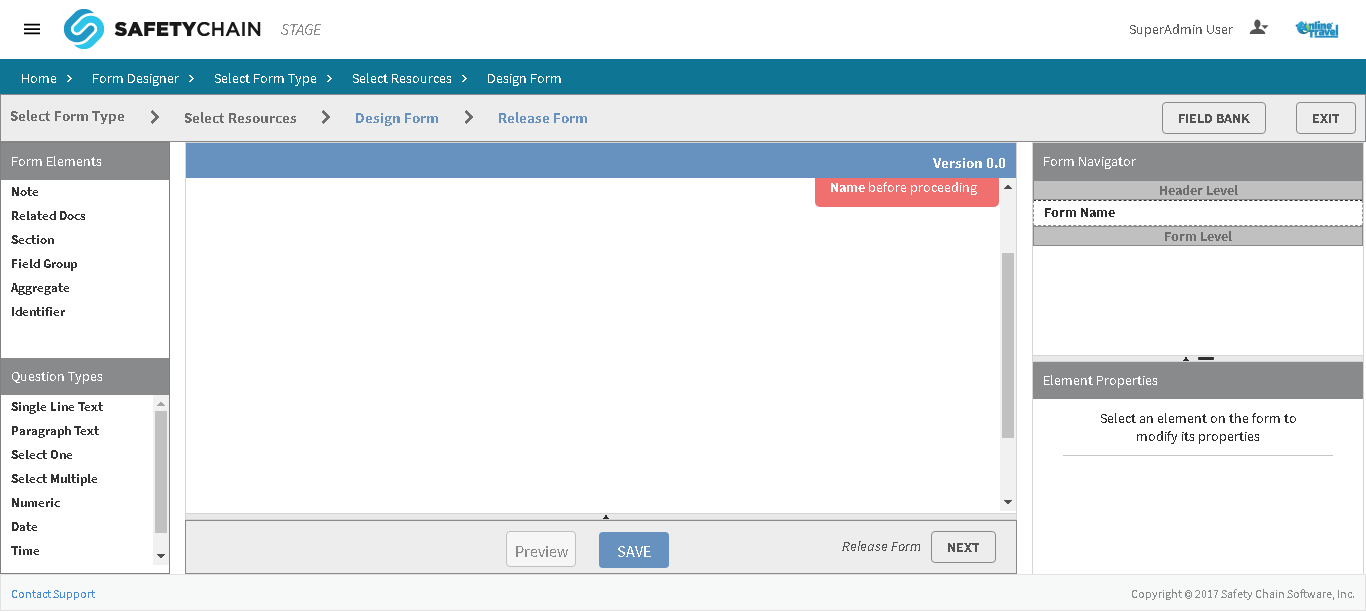 SAFETYCHAIN STAGE
SuperAdmin User
Online Travel
Home Form Designer Select Form Type Select Resources Design Form
Select Form Type Select Resources Design Form Release Form
FIELD BANK EXIT
Form Elements
Note
Related Docs
Section
Field Group
Aggregate
Identifier
Question Types
Single Line Text
Paragraph Text
Select One
Select Multiple
Numeric
Date
Time
Version 0.0
Name before proceeding
Preview SAVE Release Form NEXT
Form Navigator
Header Level
Form Name
Form Level
Element Properties
Select an element on the form to
modify its properties
Contact Support
Copyright © 2017 Safety Chain Software, Inc.